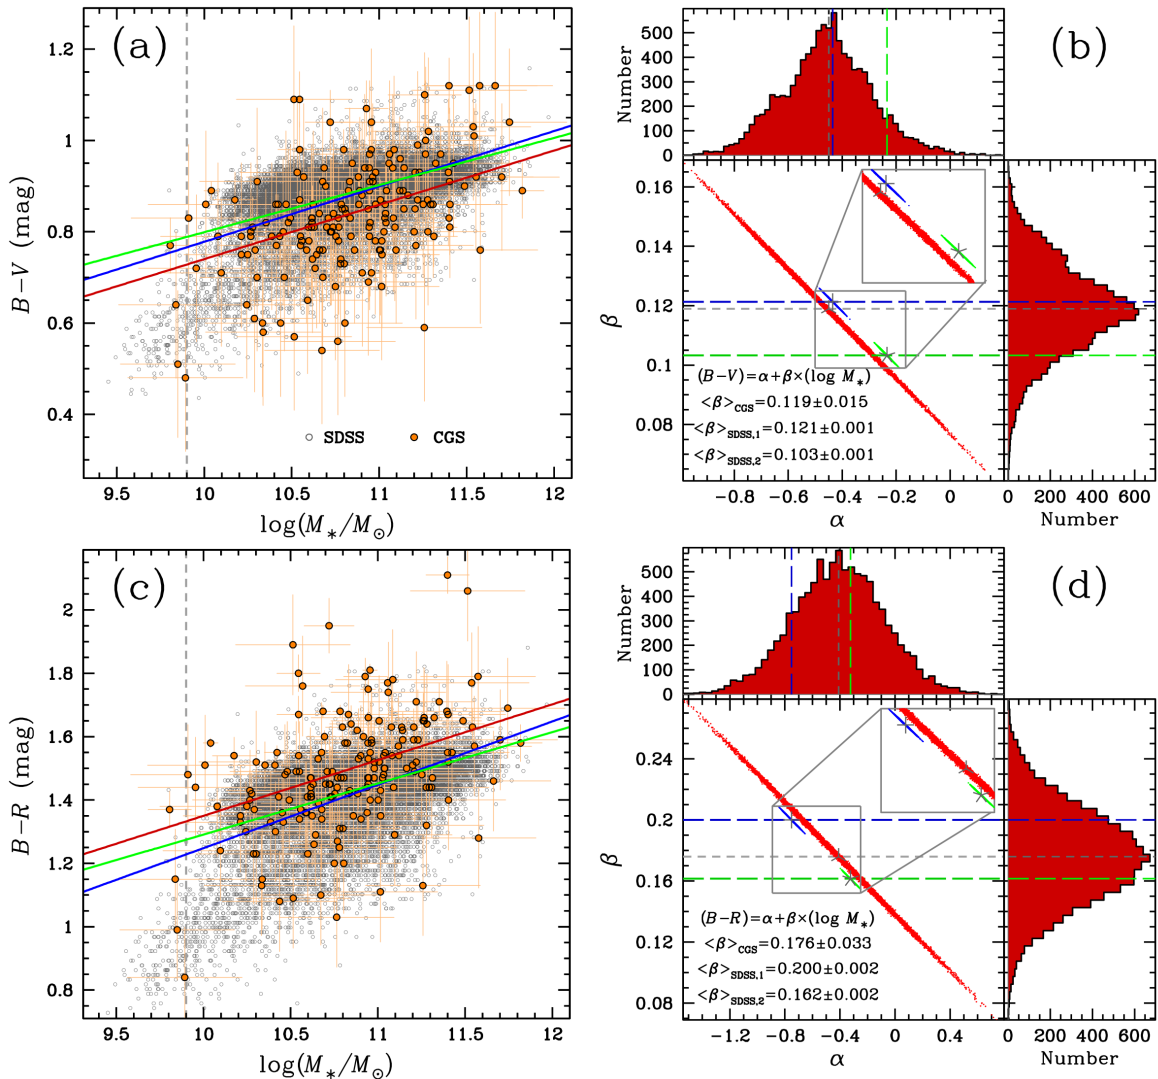 (a)
1.2
1
0.8
0.6
0.4
B−V (mag)
SDSS
CGS
9.5
10
10.5
11
11.5
12
log(M*/M⊙)
(b)
Number
500
400
300
200
100
0
0.16
0.14
0.12
0.1
0.08
β
(B−V)=α+β×(log M*)
<β>CGS=0.119±0.015
<β>SDSS,1=0.121±0.001
<β>SDSS,2=0.103±0.001
−0.8
−0.6
−0.4
−0.2
0
α
0
200
400
600
Number
(c)
2
1.8
1.6
1.4
1.2
1
0.8
B−R (mag)
9.5
10
10.5
11
11.5
12
log(M*/M⊙)
(d)
Number
500
400
300
200
100
0
0.24
0.2
0.16
0.12
0.08
β
(B−R)=α+β×(log M*)
<β>CGS=0.176±0.033
<β>SDSS,1=0.200±0.002
<β>SDSS,2=0.162±0.002
−1.2
−0.8
−0.4
0
0.4
α
0
200
400
600
Number